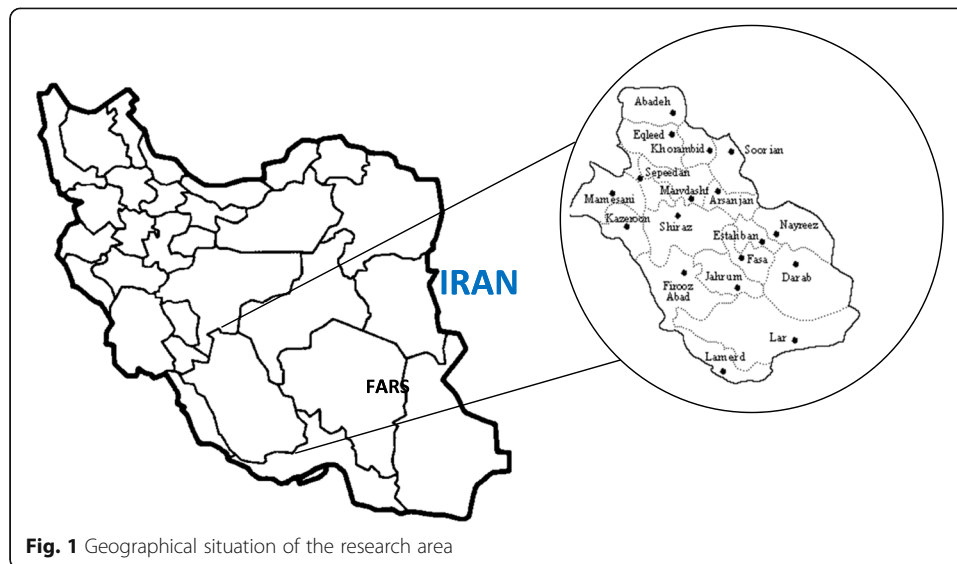 Abadeh
Eqleed
Khorambid
Soorian
Sepeedan
Marvdasht
Mamesani
Arsanjan
Kazeroon
Shiraz
Nayreez
Estahban
Fasa
Darab
Jahrum
Firooz
Abad
IRAN
Lar
Lamerd
FARS
Fig. 1 Geographical situation of the research area